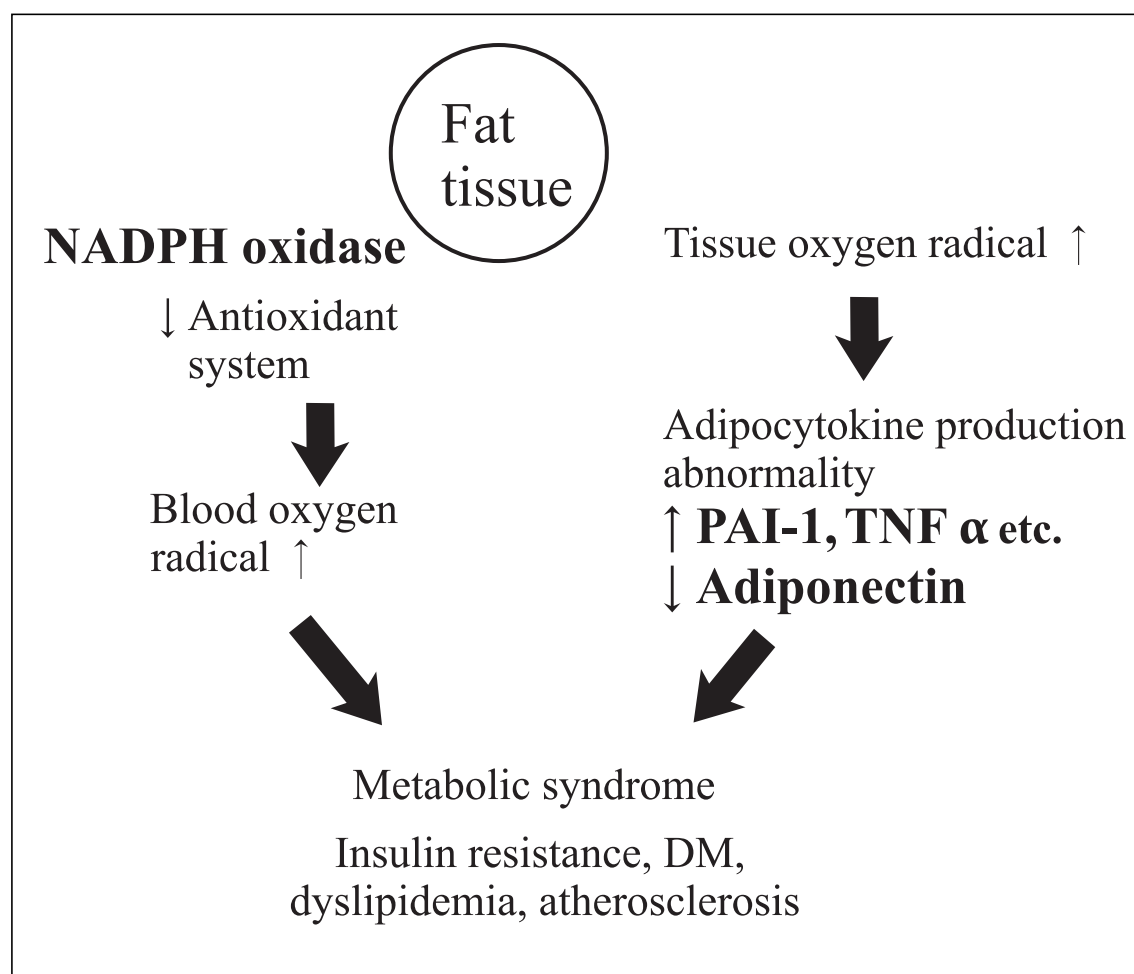 Fat
tissue
NADPH oxidase
↓ Antioxidant
system
Blood oxygen
radical ↑
Tissue oxygen radical ↑
Adipocytokine production
abnormality
↑ PAI-1, TNF α etc.
↓ Adiponectin
Metabolic syndrome
Insulin resistance, DM,
dyslipidemia, atherosclerosis